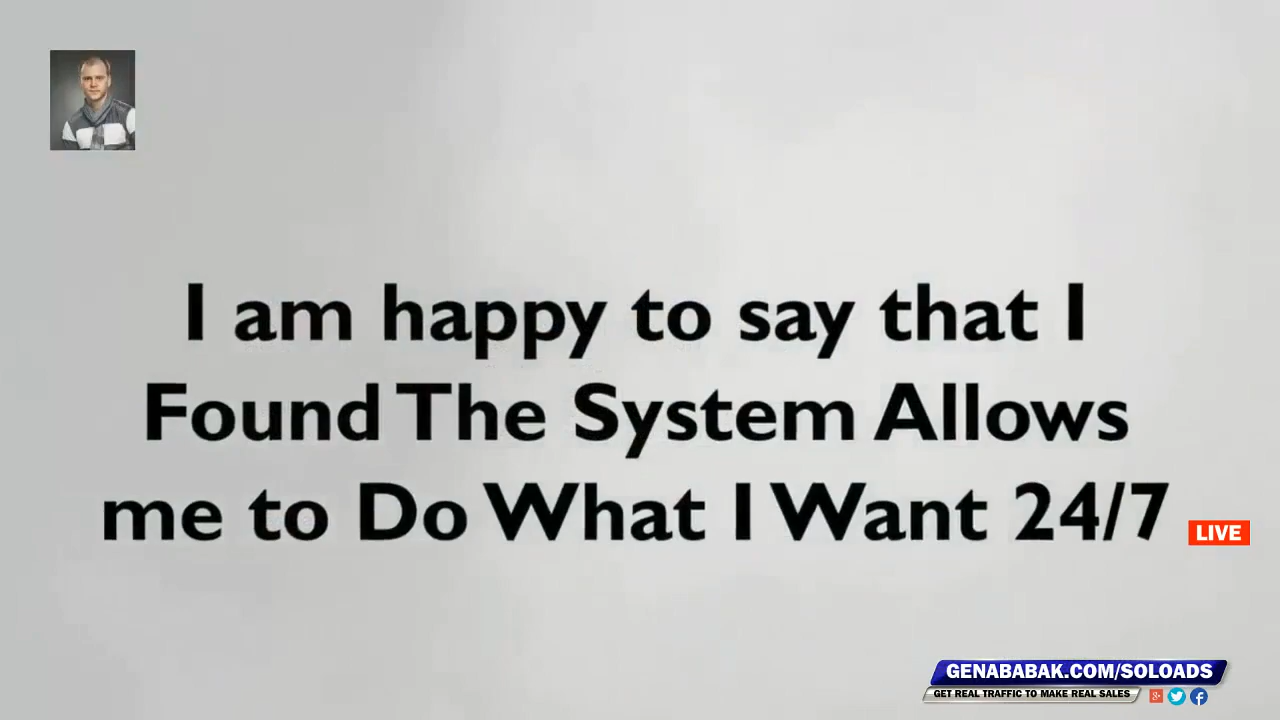 I am happy to say that I
Found The System Allows
me to Do What I Want 24/7
LIVE
GENABABAK.COM/SOLOADS
GET REAL TRAFFIC TO MAKE REAL SALES